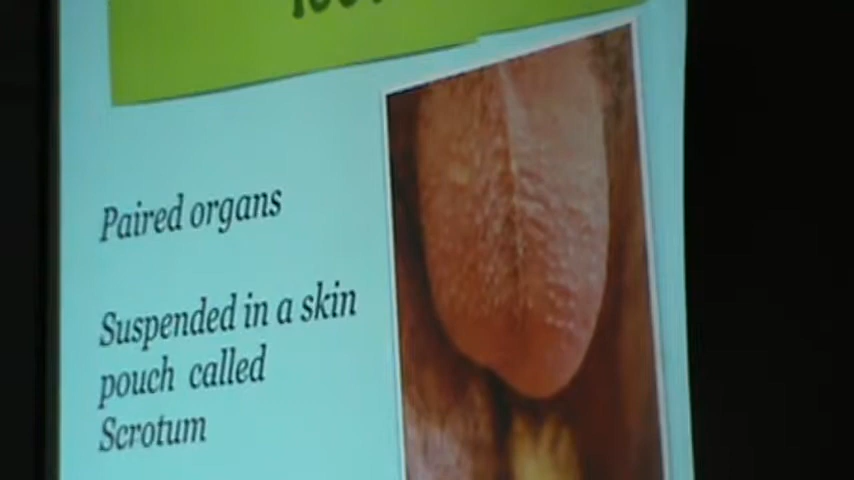 Paired organs
Suspended in a skin
pouch called
Scrotum